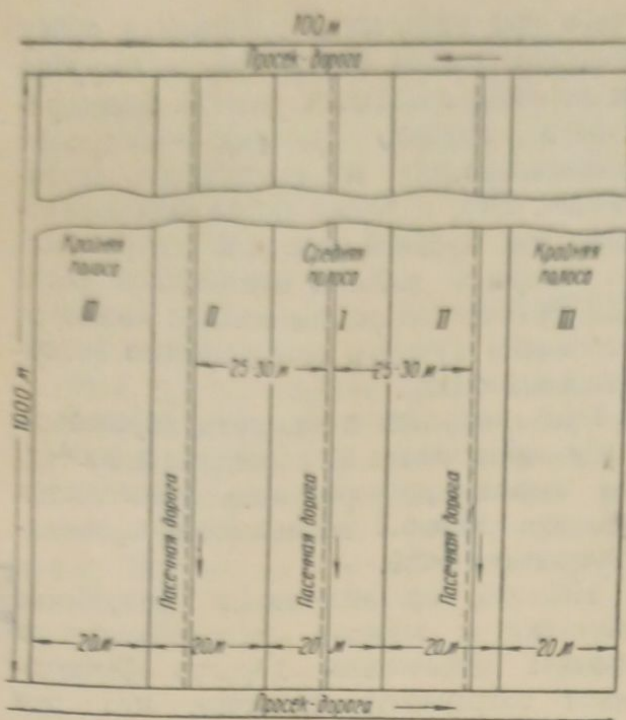 100 м
Просек-дорога
Крайняя
полоса
III
II
Средняя
полоса
I
II
Крайняя
полоса
III
25-30 м
25-30 м
1000 м
Пасечная дорога
Пасечная дорога
Пасечная дорога
20 м
20 м
20 м
20 м
20 м
Просек-дорога